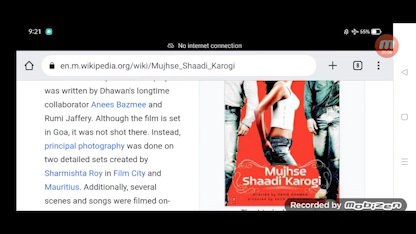 9:21
55%
No internet connection
en.m.wikipedia.org/wiki/Mujhse_Shaadi_Karogi
8
was written by Dhawan's longtime
collaborator Anees Bazmee and
Rumi Jaffery. Although the film is set
in Goa, it was not shot there. Instead,
principal photography was done on
two detailed sets created by
Sharmishta Roy in Film City and
Mauritius. Additionally, several
scenes and songs were filmed on-
Mujhse
Shaadi Karogi
Recorded by Mobizen